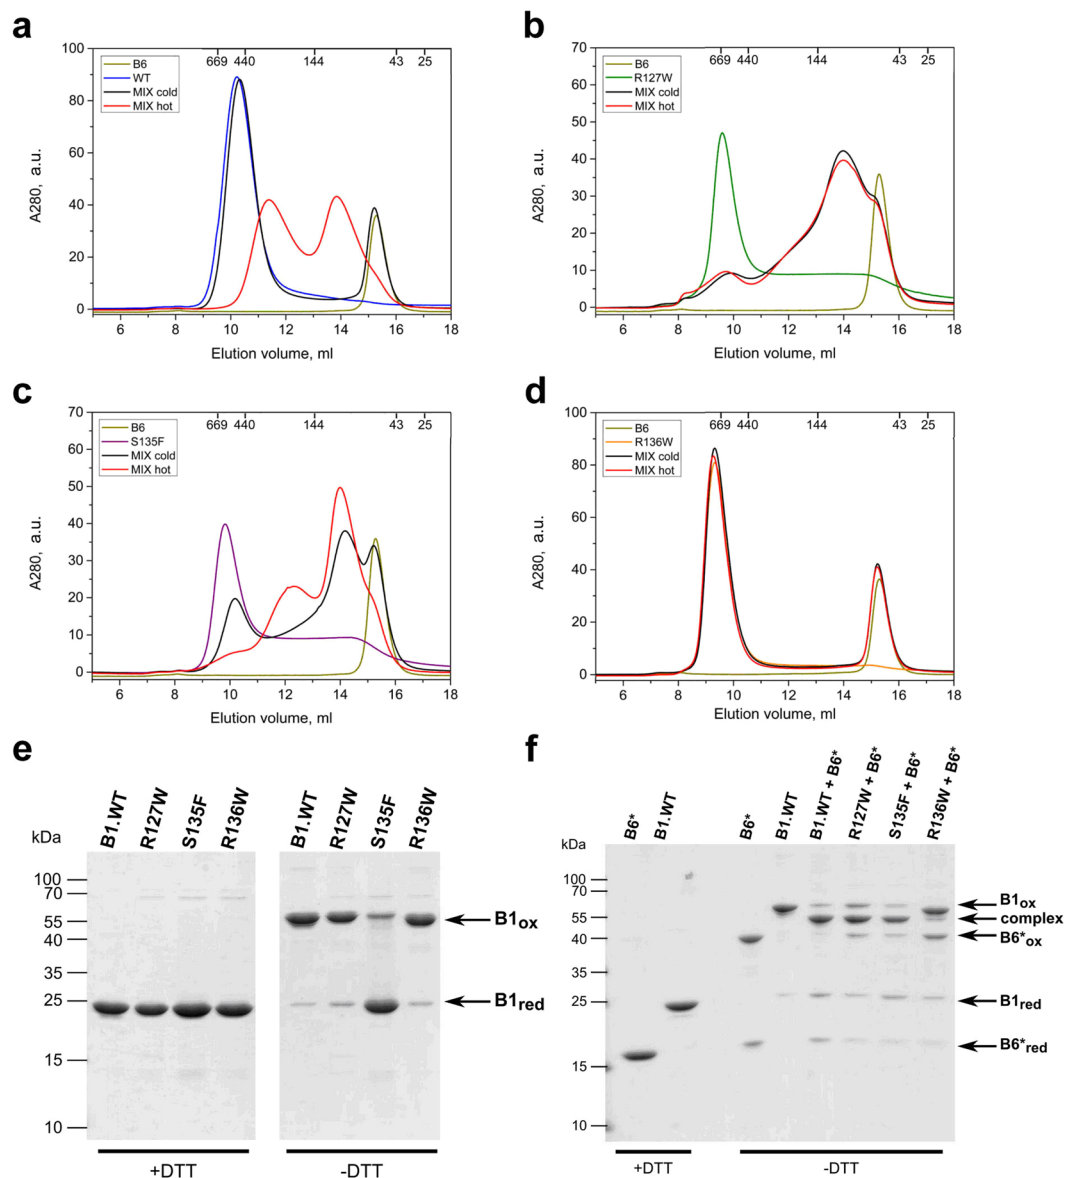 a
669 440 144 43 25
B6
WT
MIX cold
MIX hot
100
80
60
40
20
0
A280, a.u.
6 8 10 12 14 16 18
Elution volume, ml
b
669 440 144 43 25
B6
R127W
MIX cold
MIX hot
70
60
50
40
30
20
10
0
A280, a.u.
6 8 10 12 14 16 18
Elution volume, ml
c
669 440 144 43 25
B6
S135F
MIX cold
MIX hot
70
60
50
40
30
20
10
0
A280, a.u.
6 8 10 12 14 16 18
Elution volume, ml
d
669 440 144 43 25
B6
R136W
MIX cold
MIX hot
100
80
60
40
20
0
A280, a.u.
6 8 10 12 14 16 18
Elution volume, ml
e
B1.WT R127W S135F R136W
B1.WT R127W S135F R136W
kDa
100
70
55
40
35
25
15
10
B1ox
B1red
+DTT -DTT
f
B6* B1.WT
B6* B1.WT B1.WT + B6* R127W + B6* S135F + B6* R136W + B6*
kDa
100
70
55
40
35
25
15
10
B1ox
complex
B6*ox
B1red
B6*red
+DTT -DTT